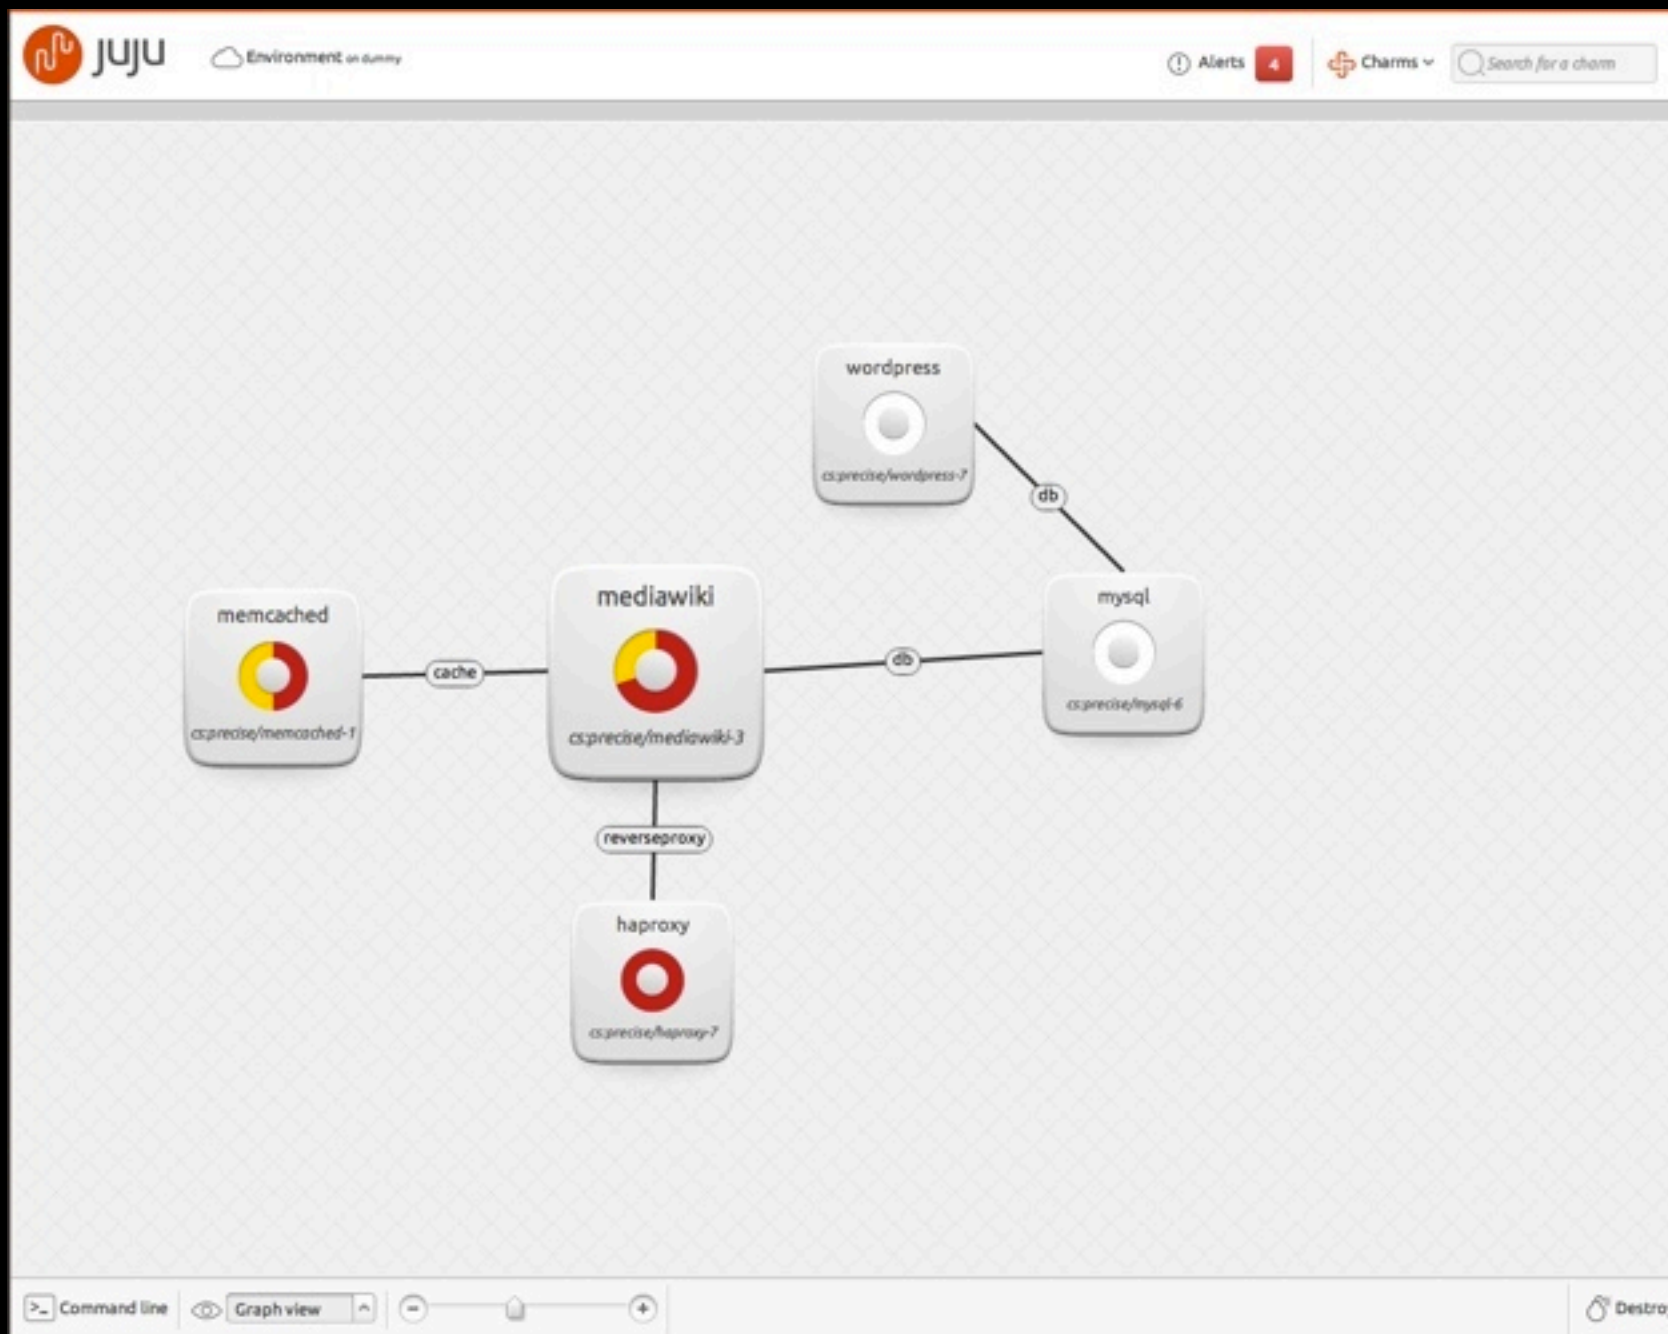 juju
Environment on dummy
Alerts 4
Charms
Search for a charm
wordpress
cs:precise/wordpress-7
db
mysql
cs:precise/mysql-6
memcached
cs:precise/memcached-1
cache
mediawiki
cs:precise/mediawiki-3
db
reverseproxy
haproxy
cs:precise/haproxy-7
>_ Command line
Graph view
Destro